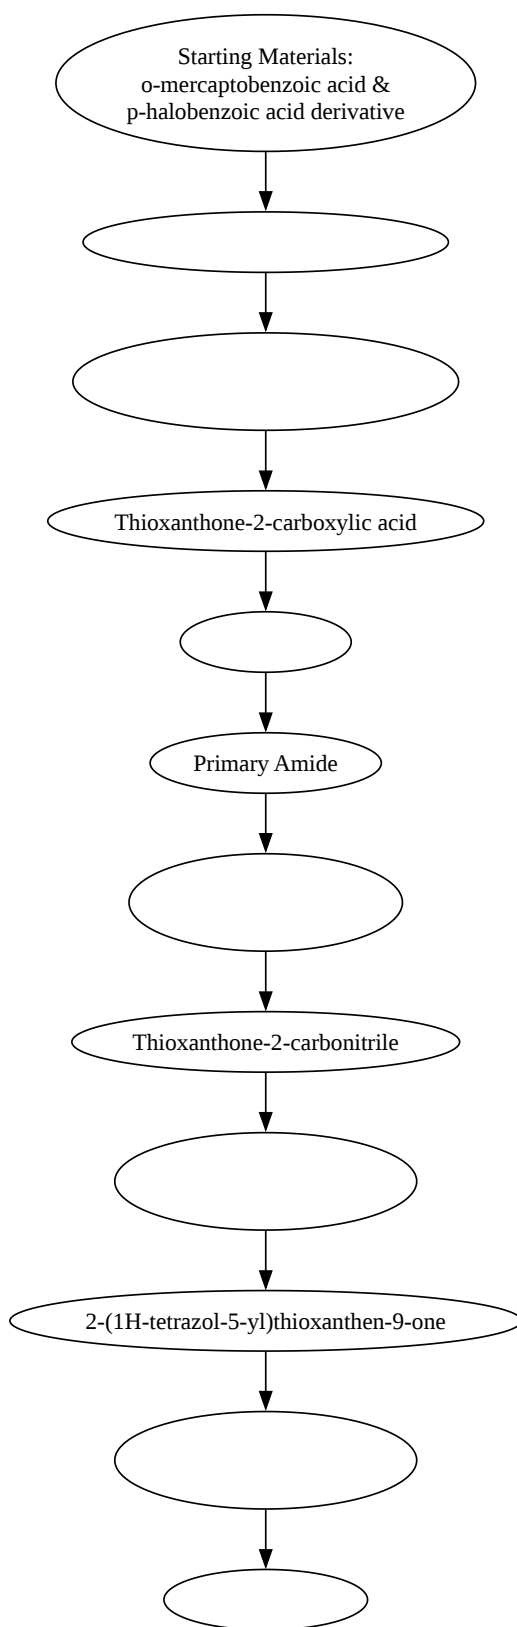 Starting Materials:
o-mercaptobenzoic acid &
p-halobenzoic acid derivative
Thioxanthone-2-carboxylic acid
Primary Amide
Thioxanthone-2-carbonitrile
2-(1H-tetrazol-5-yl)thioxanthen-9-one